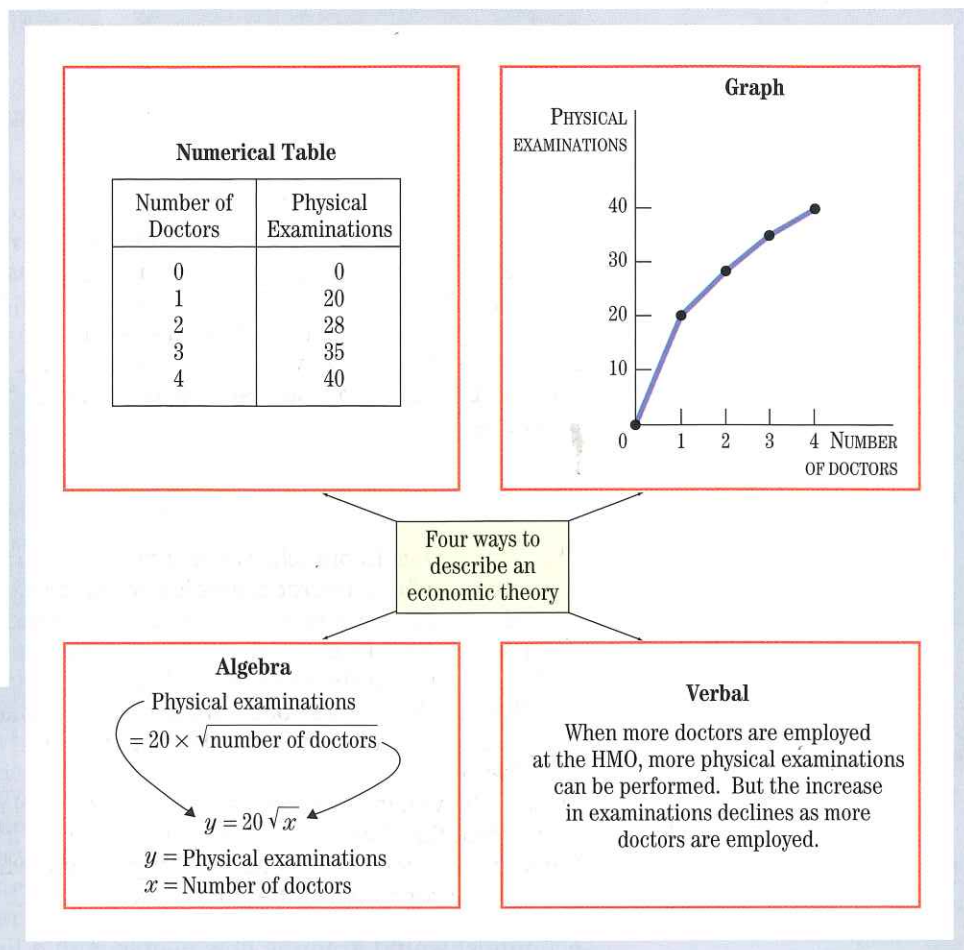 Numerical Table
Number of Doctors Physical Examinations
0 0
1 20
2 28
3 35
4 40
Graph
PHYSICAL
EXAMINATIONS
40
30
20
10
0 1 2 3 4 NUMBER
OF DOCTORS
Four ways to
describe an
economic theory
Algebra
Physical examinations
= 20 × √number of doctors
y = 20 √x
y = Physical examinations
x = Number of doctors
Verbal
When more doctors are employed
at the HMO, more physical examinations
can be performed. But the increase
in examinations declines as more
doctors are employed.